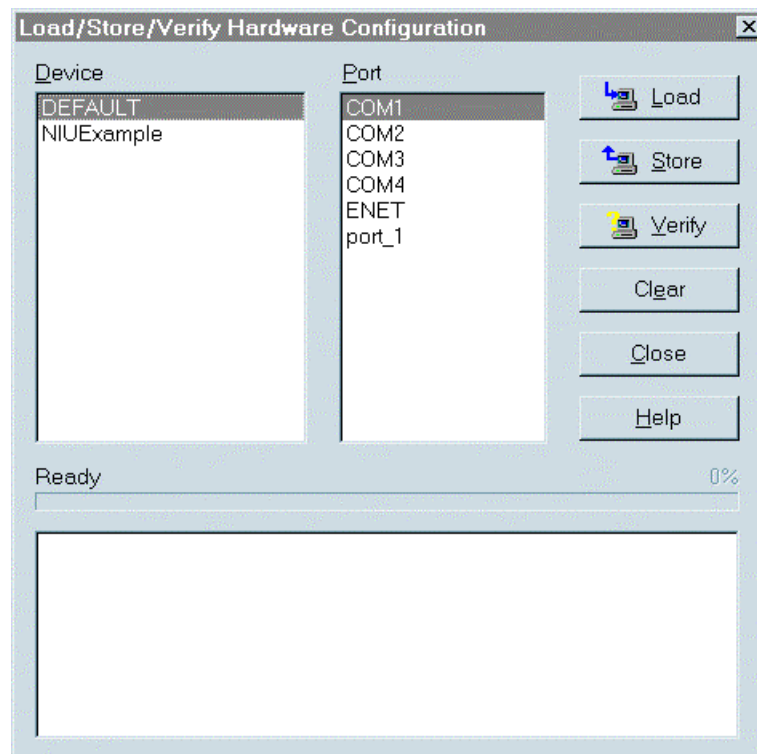 Load/Store/Verify Hardware Configuration
Device
DEFAULT
NIUExample
Port
COM1
COM2
COM3
COM4
ENET
port_1
Load
Store
Verify
Clear
Close
Help
Ready
0%